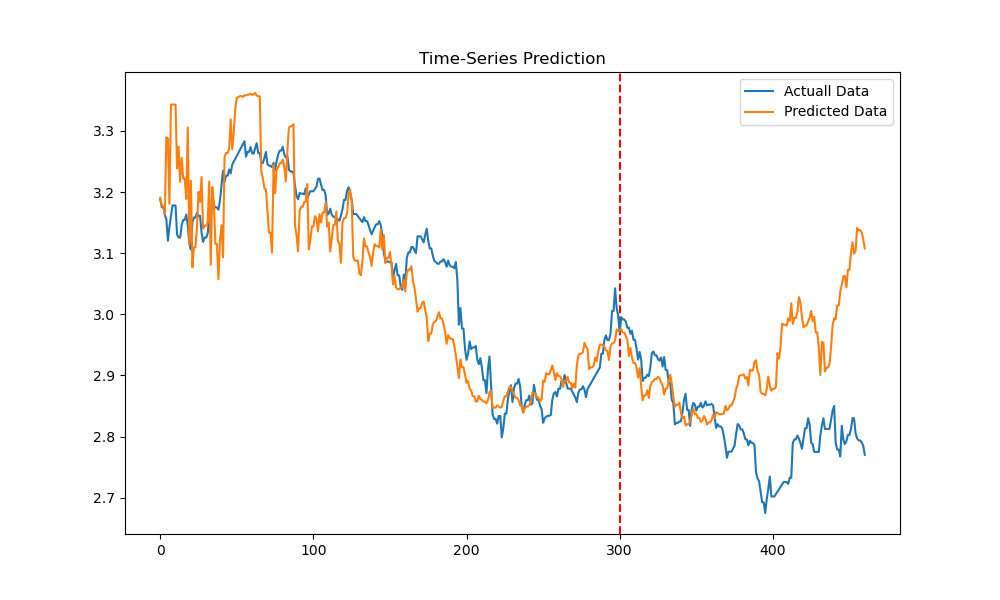 Time-Series Prediction
Actuall Data
Predicted Data
3.3
3.2
3.1
3.0
2.9
2.8
2.7
0 100 200 300 400